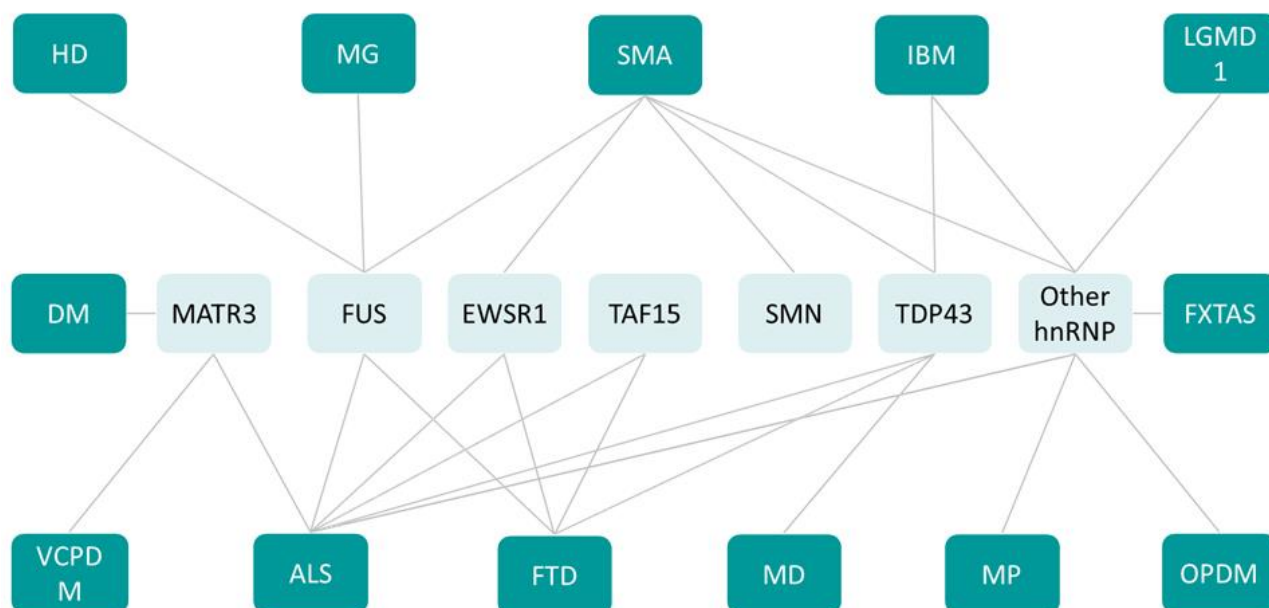 HD
MG
SMA
IBM
LGMD
1
DM
MATR3
FUS
EWSR1
TAF15
SMN
TDP43
Other
hnRNP
FXTAS
VCPD
M
ALS
FTD
MD
MP
OPDM